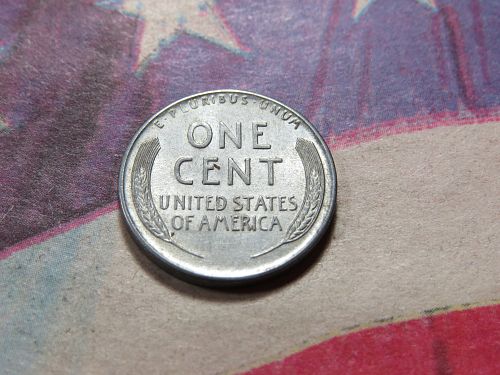 E·PLURIBUS·UNUM
ONE
CENT
UNITED STATES
OF AMERICA